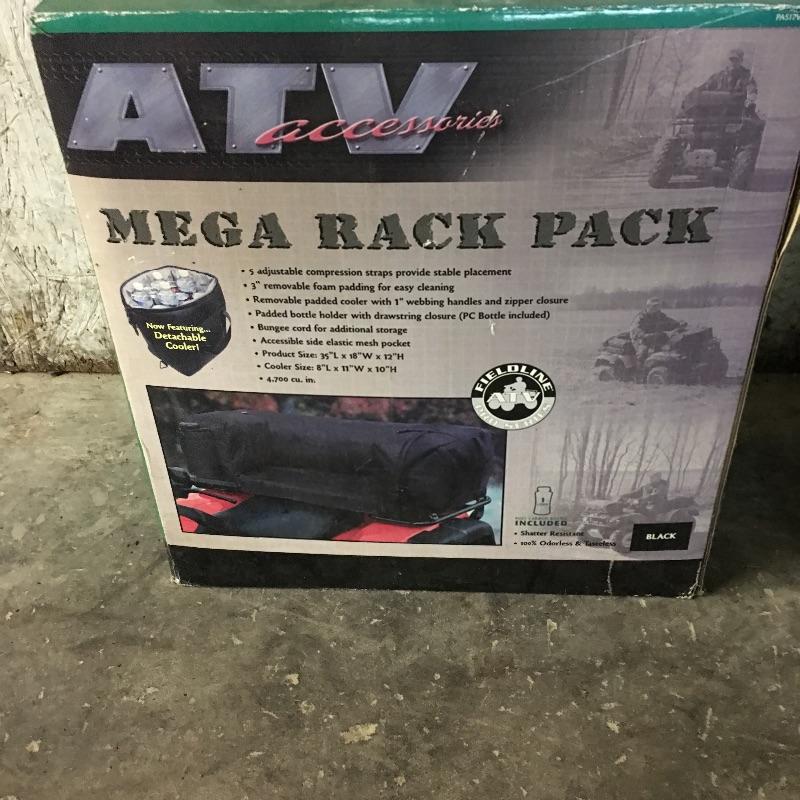 ATV
accessories
MEGA RACK PACK
• 5 adjustable compression straps provide stable placement
• 3" removable foam padding for easy cleaning
• Removable padded cooler with 1" webbing handles and zipper closure
• Padded bottle holder with drawstring closure (PC Bottle included)
• Bungee cord for additional storage
• Accessible side elastic mesh pocket
• Product Size: 35"L x 18"W x 12"H
• Cooler Size: 8"L x 11"W x 10"H
• 4,700 cu. in.
Now Featuring...
Detachable
Cooler!
FIELDLINE
ATV
PRO SERIES
INCLUDED
• Shatter Resistant
• 100% Odorless & Tasteless
BLACK